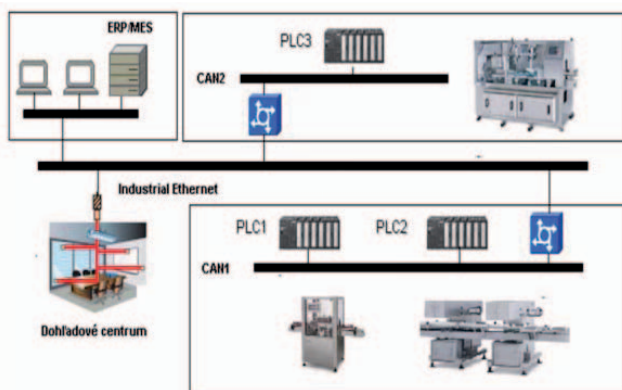 ERP/MES
PLC3
CAN2
Industrial Ethernet
PLC1
PLC2
CAN1
Dohľadové centrum